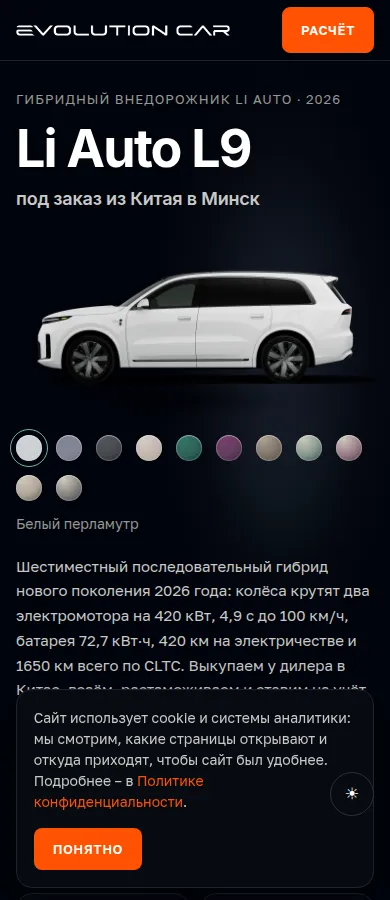 EVOLUTION CAR
РАСЧЁТ
ГИБРИДНЫЙ ВНЕДОРОЖНИК LI AUTO · 2026
Li Auto L9
под заказ из Китая в Минск
Белый перламутр
Шестиместный последовательный гибрид
нового поколения 2026 года: колёса крутят два
электромотора на 420 кВт, 4,9 с до 100 км/ч,
батарея 72,7 кВт·ч, 420 км на электричестве и
1650 км всего по CLTC. Выкупаем у дилера в
Сайт использует cookie и системы аналитики:
мы смотрим, какие страницы открывают и
откуда приходят, чтобы сайт был удобнее.
Подробнее – в Политике
конфиденциальности.
ПОНЯТНО